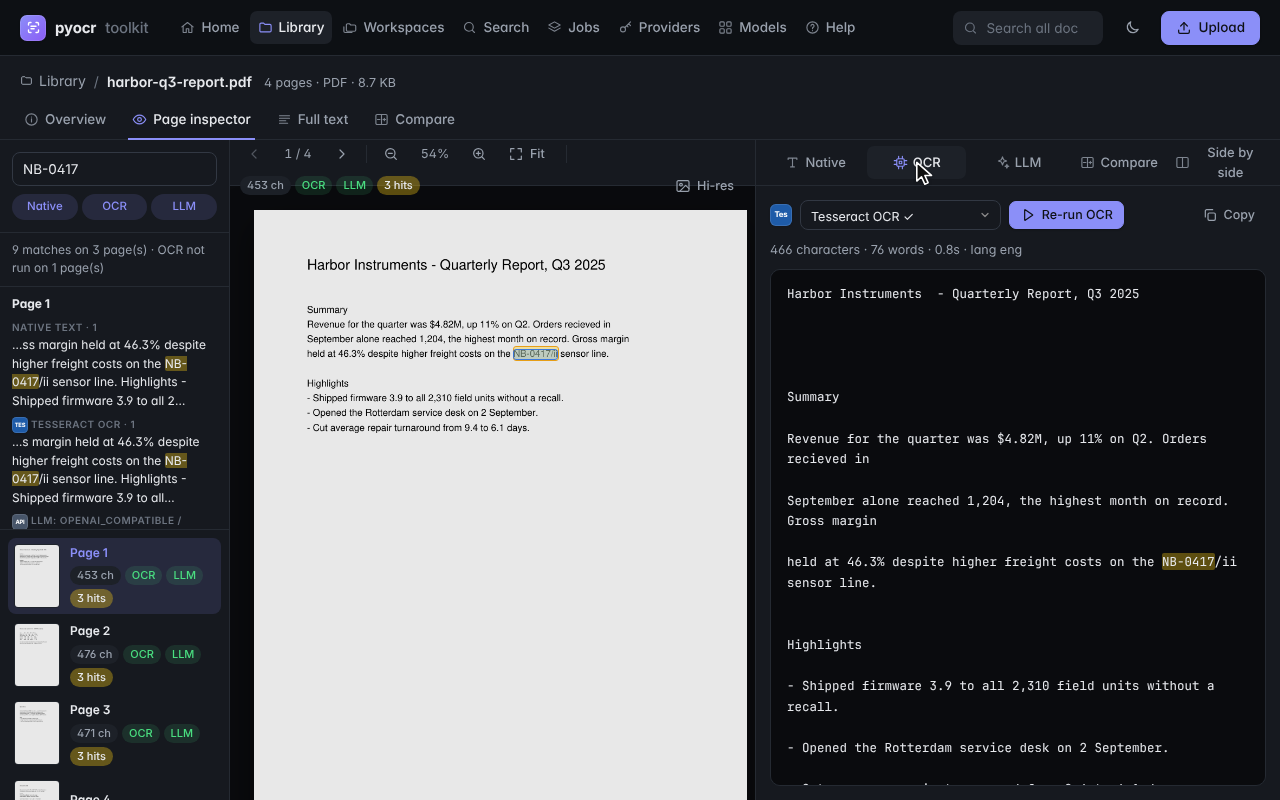 pyocr toolkit
Home
Library
Workspaces
Search
Jobs
Providers
Models
Help
Search all doc
Upload
Library / harbor-q3-report.pdf 4 pages · PDF · 8.7 KB
Overview
Page inspector
Full text
Compare
NB-0417
Native
OCR
LLM
9 matches on 3 page(s) · OCR not
run on 1 page(s)
Page 1
NATIVE TEXT · 1
...ss margin held at 46.3% despite
higher freight costs on the NB-
0417/ii sensor line. Highlights -
Shipped firmware 3.9 to all 2...
TES TESSERACT OCR · 1
...s margin held at 46.3% despite
higher freight costs on the NB-
0417/ii sensor line. Highlights -
Shipped firmware 3.9 to all...
API LLM: OPENAI_COMPATIBLE /
Page 1
453 ch OCR LLM
3 hits
Page 2
476 ch OCR LLM
3 hits
Page 3
471 ch OCR LLM
3 hits
Page 4
1 / 4
54%
Fit
453 ch OCR LLM 3 hits
Hi-res
Harbor Instruments - Quarterly Report, Q3 2025
Summary
Revenue for the quarter was $4.82M, up 11% on Q2. Orders recieved in
September alone reached 1,204, the highest month on record. Gross margin
held at 46.3% despite higher freight costs on the NB-0417/ii sensor line.
Highlights
- Shipped firmware 3.9 to all 2,310 field units without a recall.
- Opened the Rotterdam service desk on 2 September.
- Cut average repair turnaround from 9.4 to 6.1 days.
Native
OCR
LLM
Compare
Side by
side
Tes
Tesseract OCR ✓
Re-run OCR
Copy
466 characters · 76 words · 0.8s · lang eng
Harbor Instruments - Quarterly Report, Q3 2025
Summary
Revenue for the quarter was $4.82M, up 11% on Q2. Orders
recieved in
September alone reached 1,204, the highest month on record.
Gross margin
held at 46.3% despite higher freight costs on the NB-0417/ii
sensor line.
Highlights
- Shipped firmware 3.9 to all 2,310 field units without a
recall.
- Opened the Rotterdam service desk on 2 September.